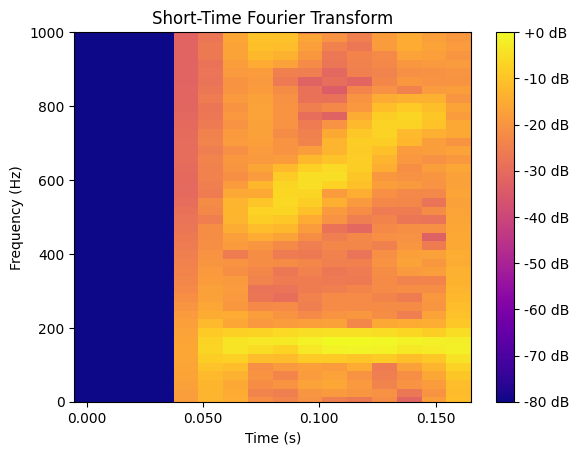 Short-Time Fourier Transform
1000
800
600
400
200
0
Frequency (Hz)
0.000
0.050
0.100
0.150
Time (s)
+0 dB
-10 dB
-20 dB
-30 dB
-40 dB
-50 dB
-60 dB
-70 dB
-80 dB